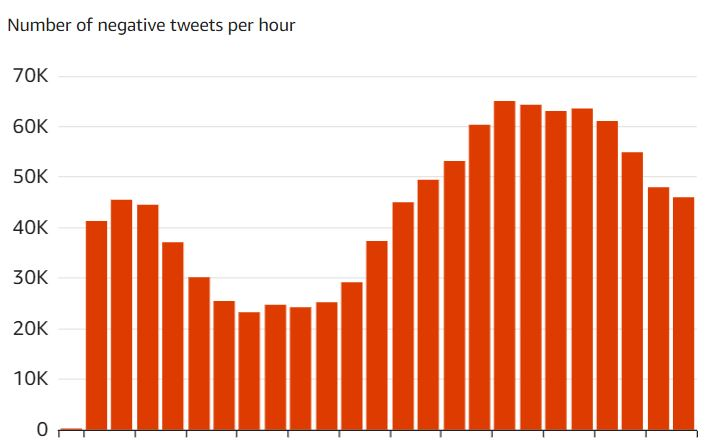 Number of negative tweets per hour
70K
60K
50K
40K
30K
20K
10K
0